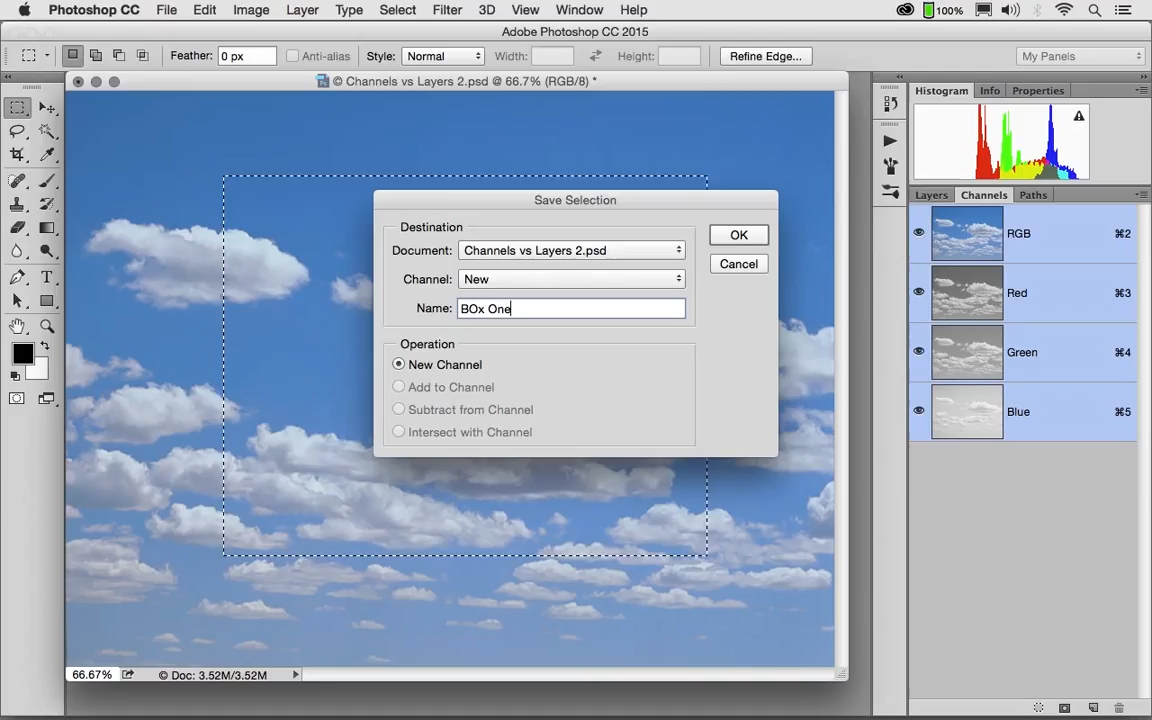 Photoshop CC File Edit Image Layer Type Select Filter 3D View Window Help 100%
Adobe Photoshop CC 2015
Feather: 0 px Anti-alias Style: Normal Width: Height: Refine Edge... My Panels
© Channels vs Layers 2.psd @ 66.7% (RGB/8) *
Histogram Info Properties
Save Selection
Layers Channels Paths
Destination
Document: Channels vs Layers 2.psd
Channel: New
Name: BOx One
OK
Cancel
Operation
New Channel
Add to Channel
Subtract from Channel
Intersect with Channel
RGB ⌘2
Red ⌘3
Green ⌘4
Blue ⌘5
66.67% © Doc: 3.52M/3.52M